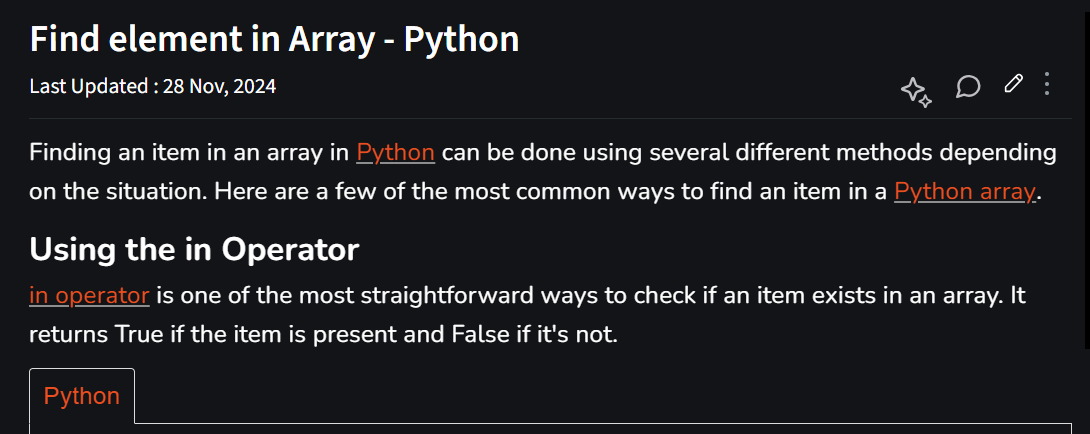 Find element in Array - Python
Last Updated : 28 Nov, 2024
Finding an item in an array in Python can be done using several different methods depending
on the situation. Here are a few of the most common ways to find an item in a Python array.
Using the in Operator
in operator is one of the most straightforward ways to check if an item exists in an array. It
returns True if the item is present and False if it's not.
Python